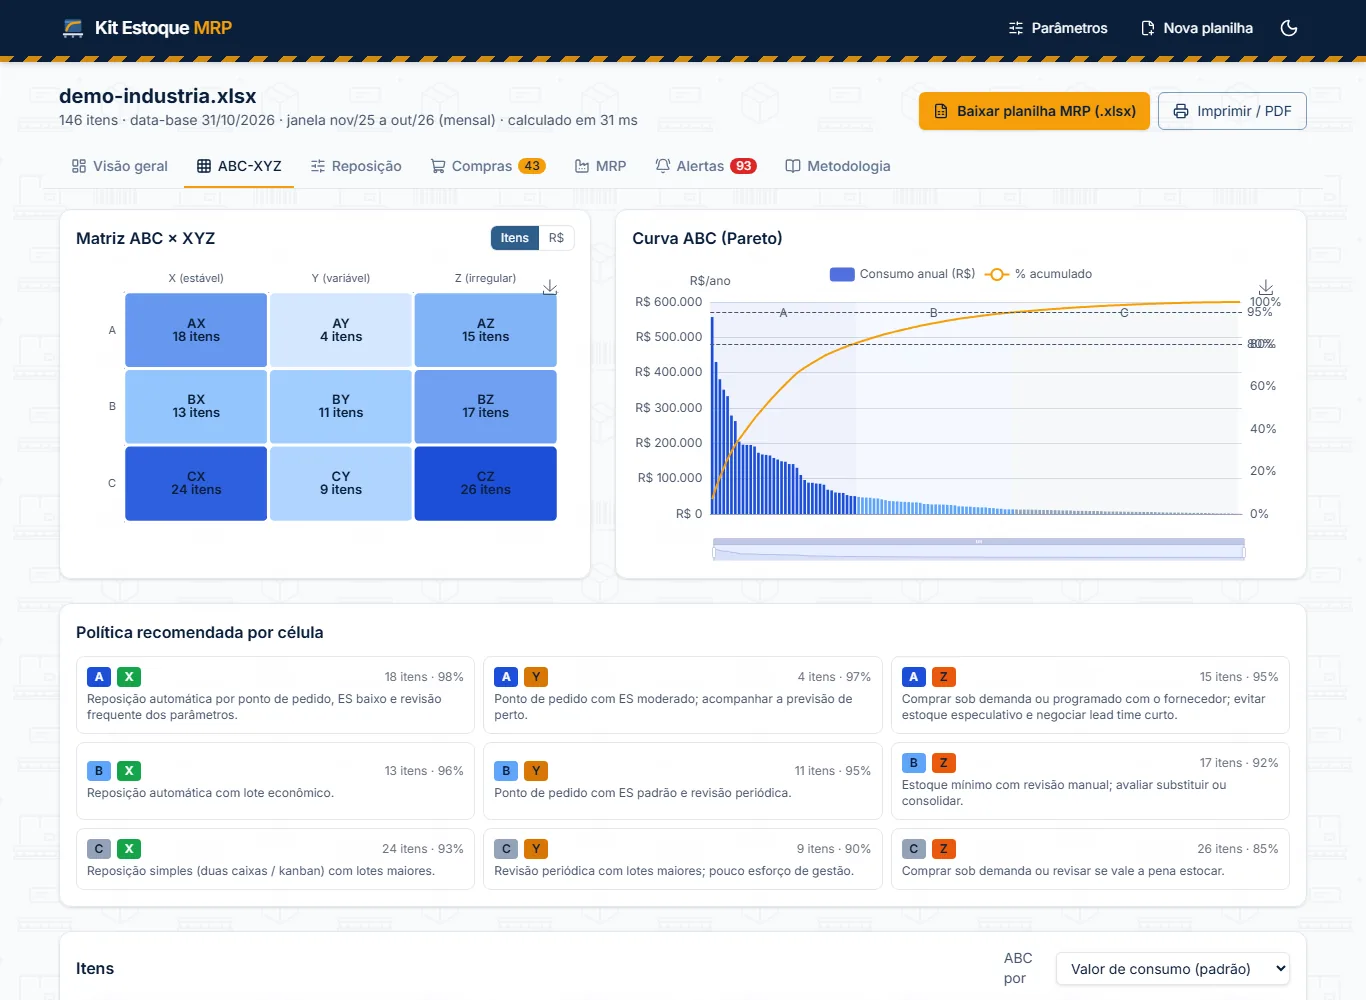 Kit Estoque MRP
Parâmetros
Nova planilha
demo-industria.xlsx
146 itens · data-base 31/10/2026 · janela nov/25 a out/26 (mensal) · calculado em 31 ms
Baixar planilha MRP (.xlsx)
Imprimir / PDF
Visão geral
ABC-XYZ
Reposição
Compras 43
MRP
Alertas 93
Metodologia
Matriz ABC × XYZ
Itens
R$
X (estável)
Y (variável)
Z (irregular)
A
AX
18 itens
AY
4 itens
AZ
15 itens
B
BX
13 itens
BY
11 itens
BZ
17 itens
C
CX
24 itens
CY
9 itens
CZ
26 itens
Curva ABC (Pareto)
Consumo anual (R$)
% acumulado
R$/ano
R$ 600.000
R$ 500.000
R$ 400.000
R$ 300.000
R$ 200.000
R$ 100.000
R$ 0
A
B
C
100%
95%
80%
60%
40%
20%
0%
Política recomendada por célula
A X
18 itens · 98%
Reposição automática por ponto de pedido, ES baixo e revisão
frequente dos parâmetros.
A Y
4 itens · 97%
Ponto de pedido com ES moderado; acompanhar a previsão de
perto.
A Z
15 itens · 95%
Comprar sob demanda ou programado com o fornecedor; evitar
estoque especulativo e negociar lead time curto.
B X
13 itens · 96%
Reposição automática com lote econômico.
B Y
11 itens · 95%
Ponto de pedido com ES padrão e revisão periódica.
B Z
17 itens · 92%
Estoque mínimo com revisão manual; avaliar substituir ou
consolidar.
C X
24 itens · 93%
Reposição simples (duas caixas / kanban) com lotes maiores.
C Y
9 itens · 90%
Revisão periódica com lotes maiores; pouco esforço de gestão.
C Z
26 itens · 85%
Comprar sob demanda ou revisar se vale a pena estocar.
Itens
ABC
por
Valor de consumo (padrão)